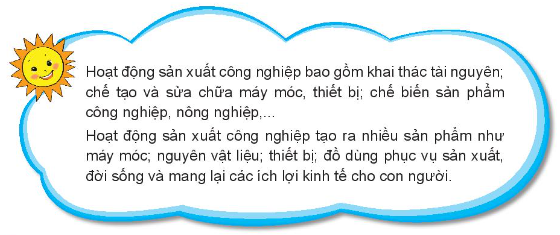 Hoạt động sản xuất công nghiệp bao gồm khai thác tài nguyên;
chế tạo và sửa chữa máy móc, thiết bị; chế biến sản phẩm
công nghiệp, nông nghiệp,...
Hoạt động sản xuất công nghiệp tạo ra nhiều sản phẩm như
máy móc; nguyên vật liệu; thiết bị; đồ dùng phục vụ sản xuất,
đời sống và mang lại các ích lợi kinh tế cho con người.